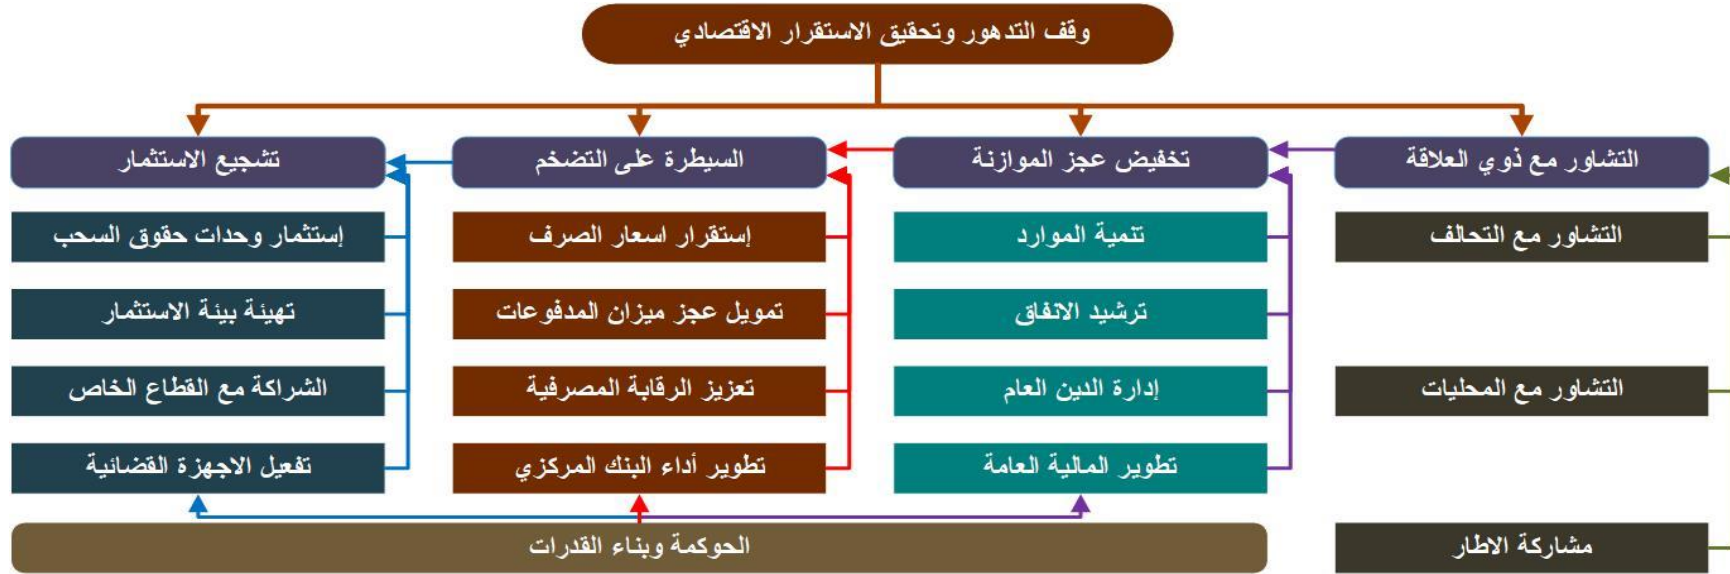 وقف التدهور وتحقيق الاستقرار الاقتصادي
التشاور مع ذوي العلاقة
تخفيض عجز الموازنة
السيطرة على التضخم
تشجيع الاستثمار
التشاور مع التحالف
تنمية الموارد
إستقرار اسعار الصرف
إستثمار وحدات حقوق السحب
ترشيد الانفاق
تمويل عجز ميزان المدفوعات
تهيئة بيئة الاستثمار
التشاور مع المحليات
إدارة الدين العام
تعزيز الرقابة المصرفية
الشراكة مع القطاع الخاص
تطوير المالية العامة
تطوير أداء البنك المركزي
تفعيل الاجهزة القضائية
مشاركة الاطار
الحوكمة وبناء القدرات